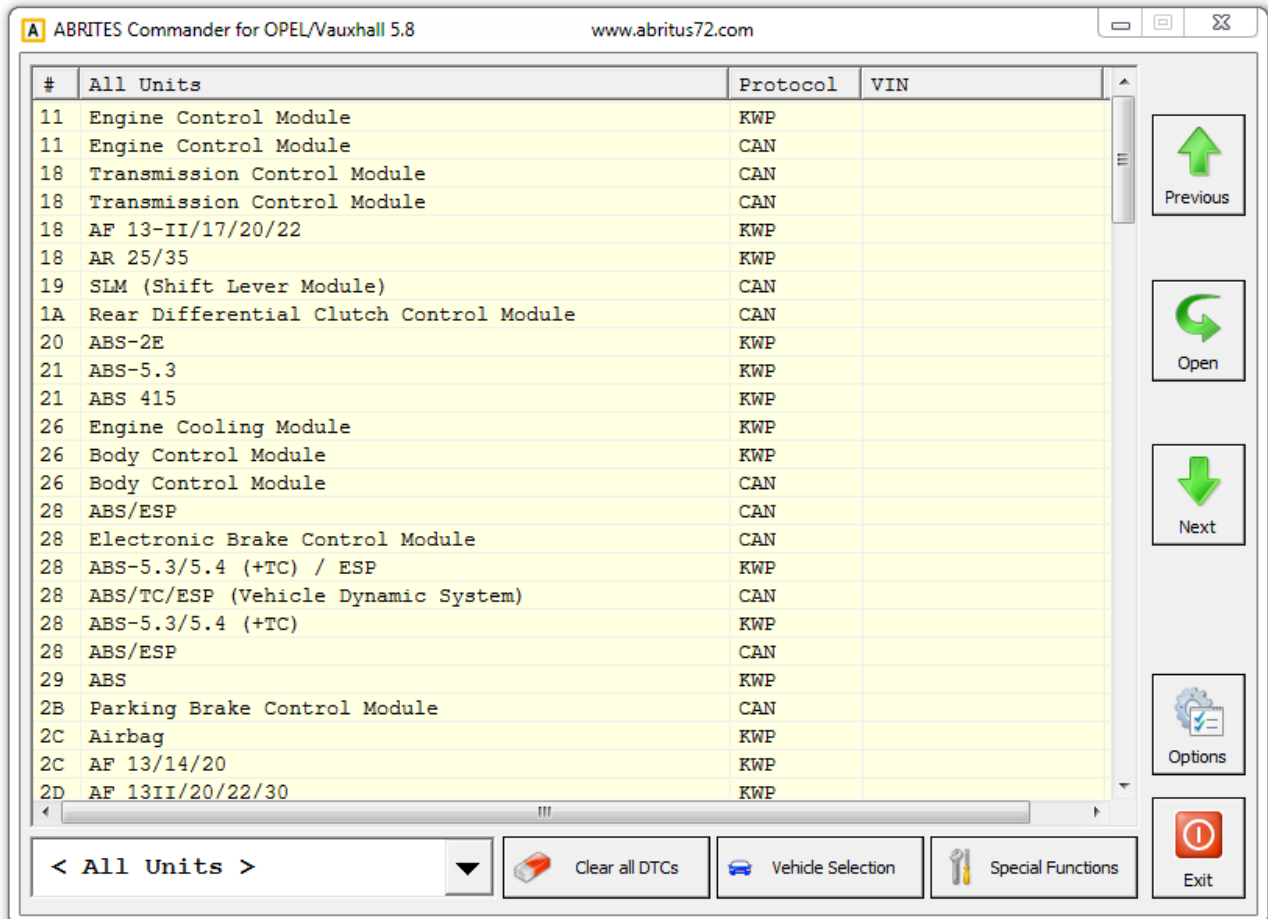 A ABRITES Commander for OPEL/Vauxhall 5.8 www.abritus72.com
# All Units Protocol VIN
11 Engine Control Module KWP
11 Engine Control Module CAN
18 Transmission Control Module CAN
18 Transmission Control Module CAN
18 AF 13-II/17/20/22 KWP
18 AR 25/35 KWP
19 SLM (Shift Lever Module) CAN
1A Rear Differential Clutch Control Module CAN
20 ABS-2E KWP
21 ABS-5.3 KWP
21 ABS 415 KWP
26 Engine Cooling Module KWP
26 Body Control Module KWP
26 Body Control Module CAN
28 ABS/ESP CAN
28 Electronic Brake Control Module CAN
28 ABS-5.3/5.4 (+TC) / ESP KWP
28 ABS/TC/ESP (Vehicle Dynamic System) CAN
28 ABS-5.3/5.4 (+TC) KWP
28 ABS/ESP CAN
29 ABS KWP
2B Parking Brake Control Module CAN
2C Airbag KWP
2C AF 13/14/20 KWP
2D AF 13II/20/22/30 KWP
Previous
Open
Next
Options
Exit
< All Units >
Clear all DTCs
Vehicle Selection
Special Functions